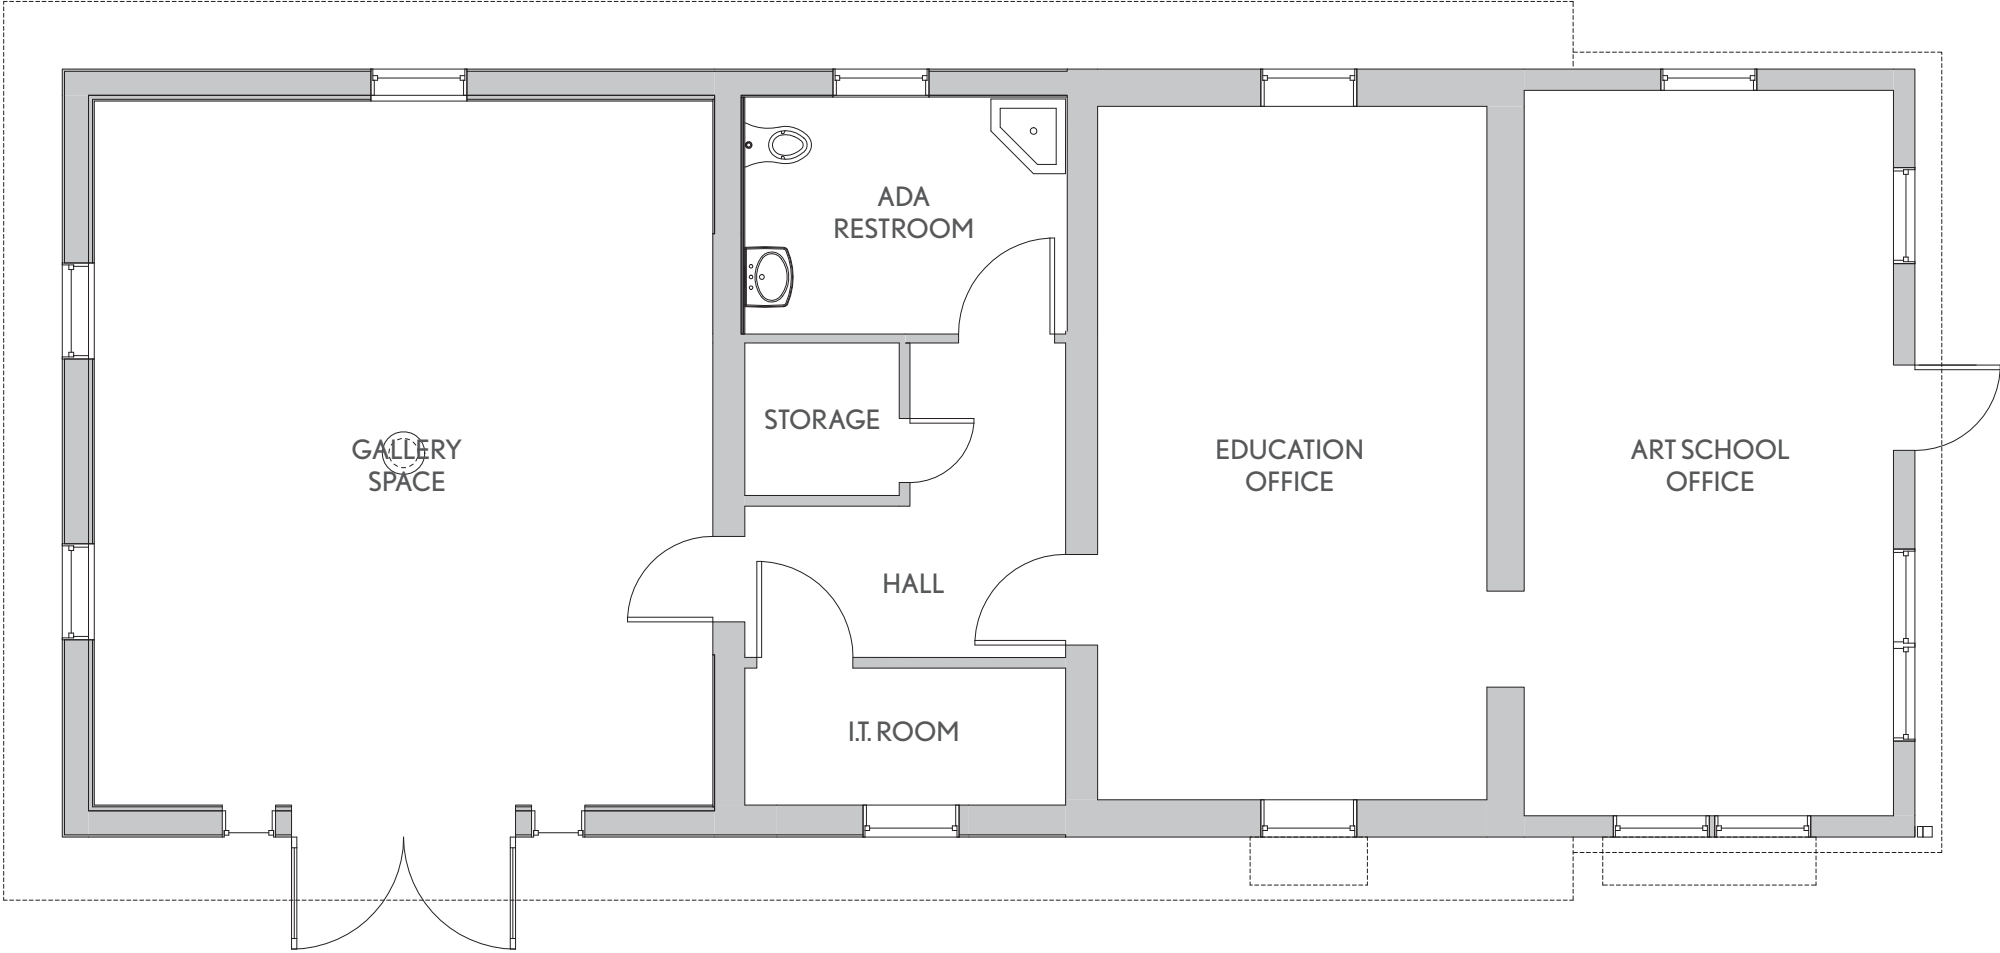 ADA
RESTROOM
STORAGE
GALLERY
SPACE
EDUCATION
OFFICE
ART SCHOOL
OFFICE
HALL
I.T. ROOM